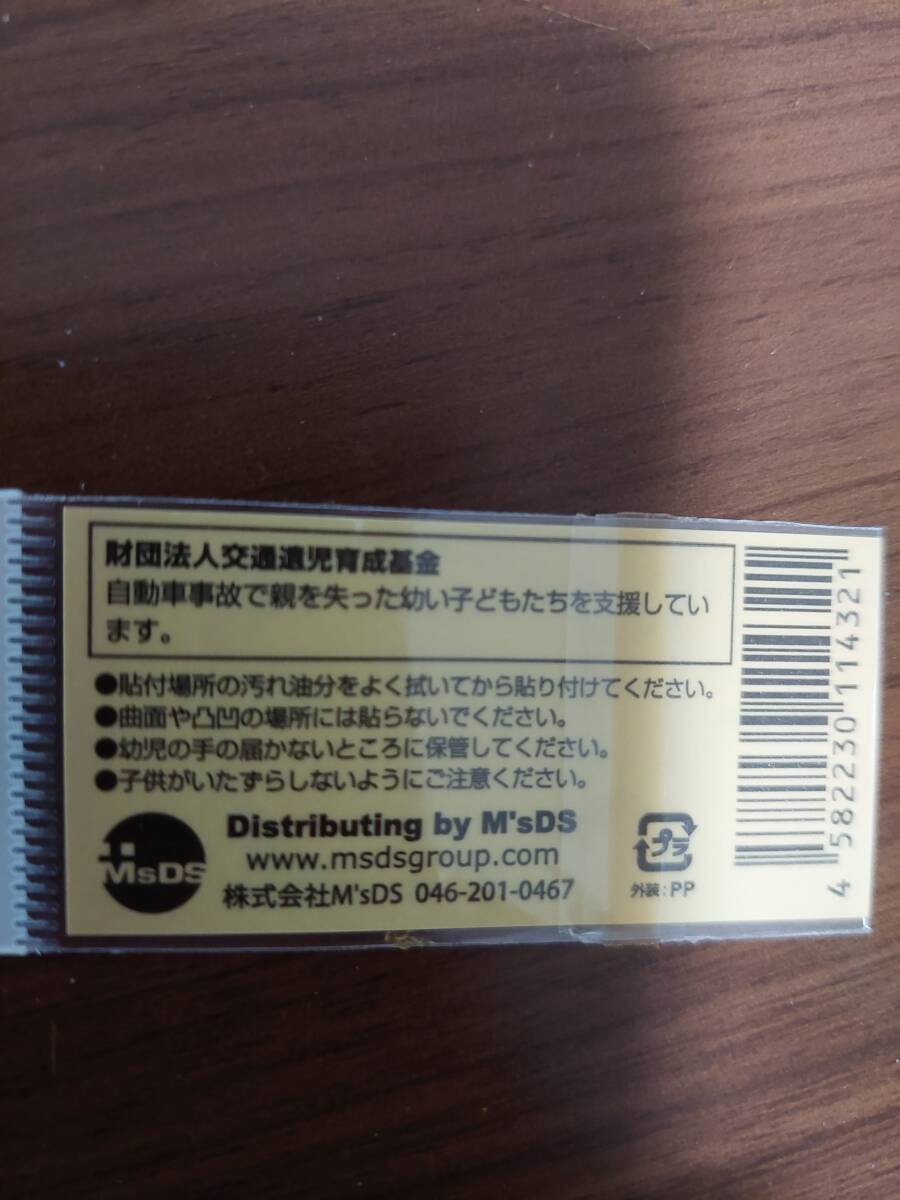 財団法人交通遺児育成基金
自動車事故で親を失った幼い子どもたちを支援してい
ます。
●貼付場所の汚れ油分をよく拭いてから貼り付けてください。
●曲面や凸凹の場所には貼らないでください。
●幼児の手の届かないところに保管してください。
●子供がいたずらしないようにご注意ください。
MsDS
Distributing by M'sDS
www.msdsgroup.com
株式会社M'sDS 046-201-0467
プラ
外装:PP
4 582230 114321